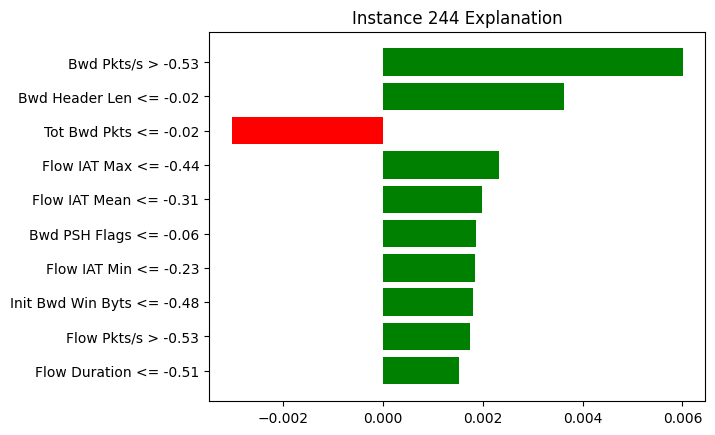 Instance 244 Explanation
Bwd Pkts/s > -0.53
Bwd Header Len <= -0.02
Tot Bwd Pkts <= -0.02
Flow IAT Max <= -0.44
Flow IAT Mean <= -0.31
Bwd PSH Flags <= -0.06
Flow IAT Min <= -0.23
Init Bwd Win Byts <= -0.48
Flow Pkts/s > -0.53
Flow Duration <= -0.51
−0.002 0.000 0.002 0.004 0.006